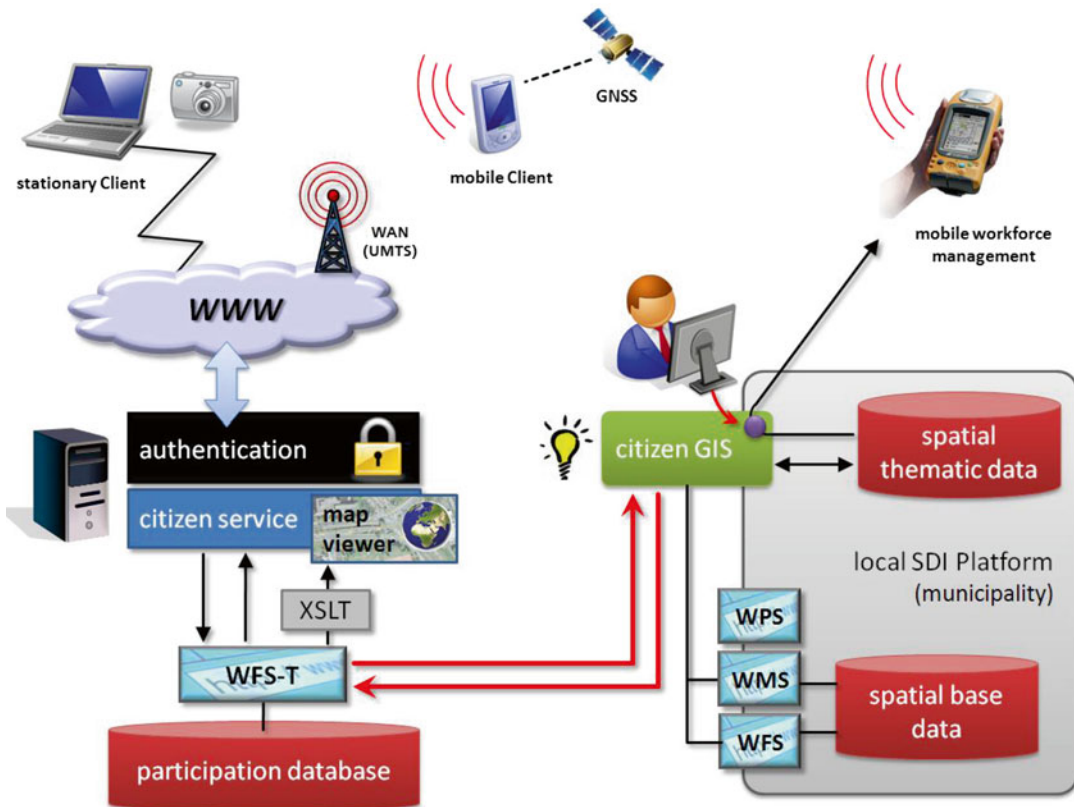 GNSS
stationary Client
mobile Client
WAN
(UMTS)
mobile workforce
management
WWW
authentication
citizen service
map
viewer
citizen GIS
spatial
thematic data
local SDI Platform
(municipality)
XSLT
WPS
WFS-T
WMS
WFS
spatial base
data
participation database